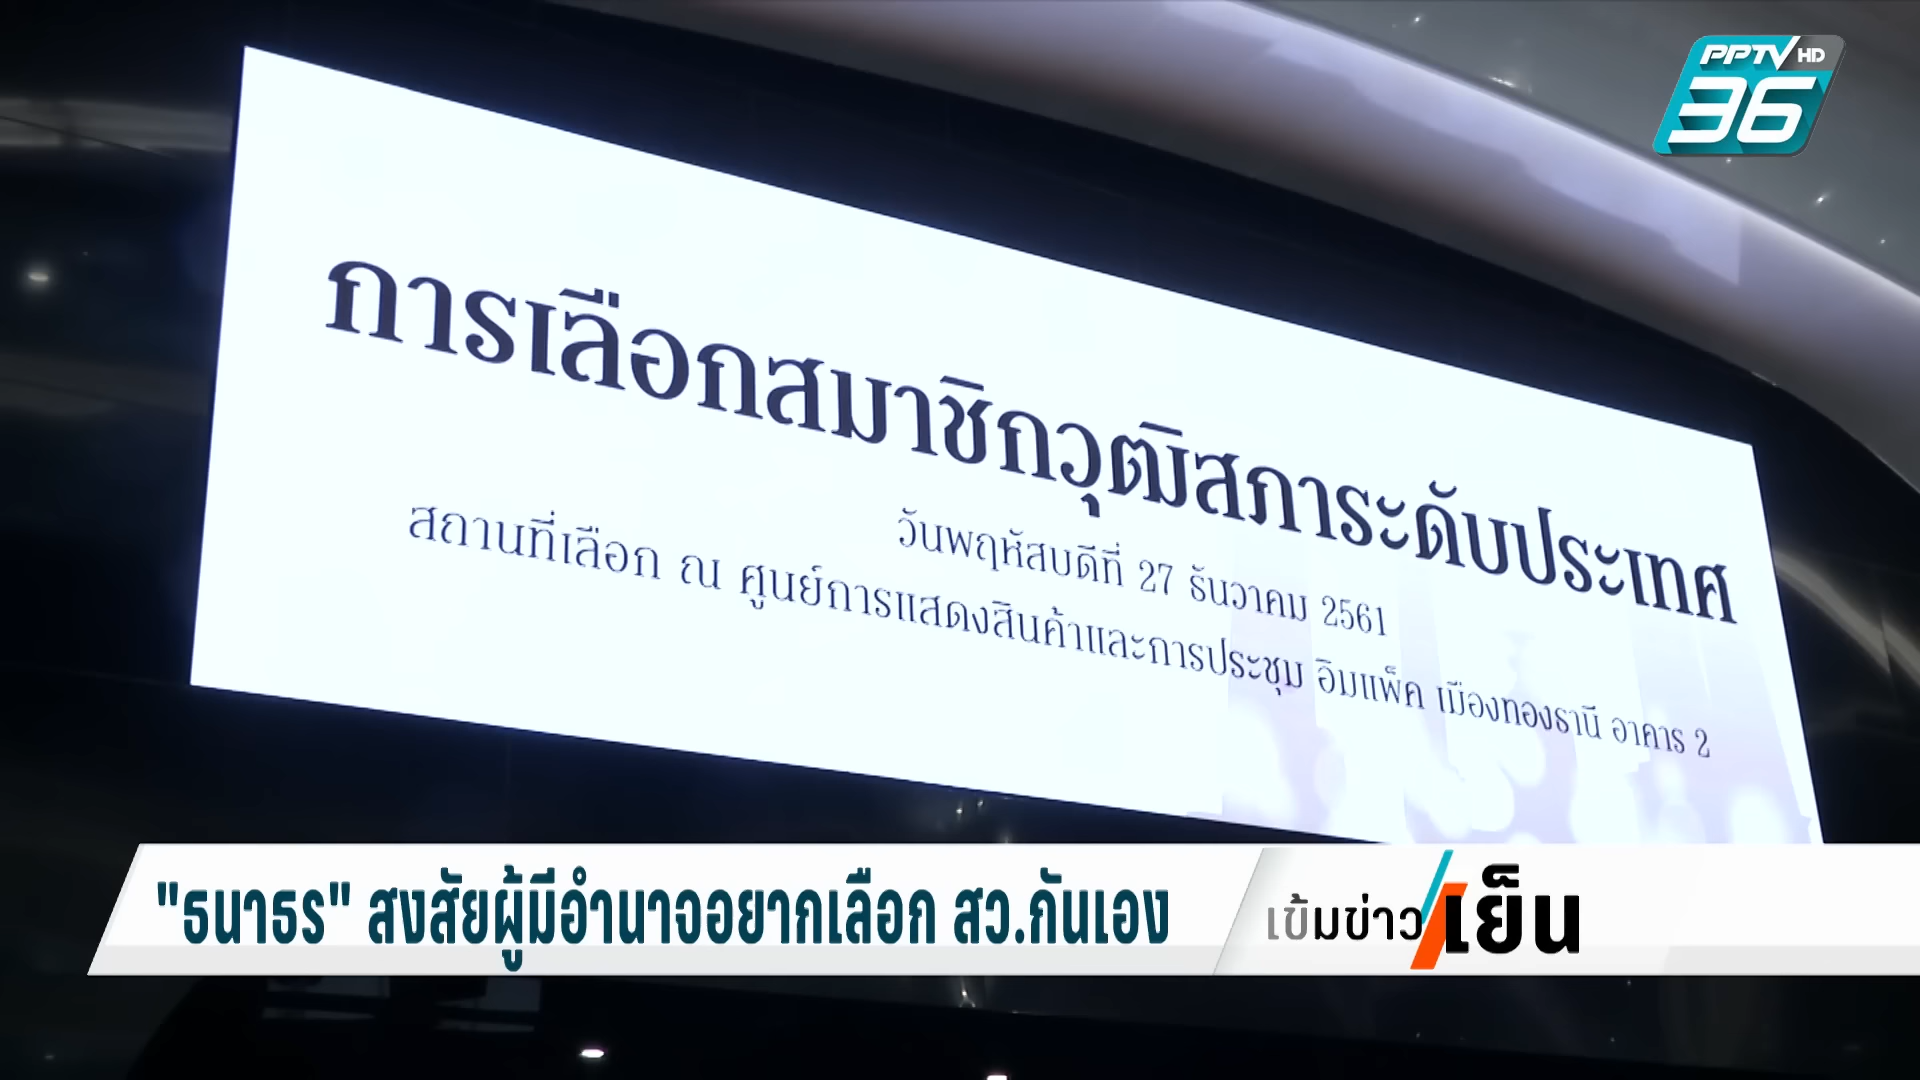 PPTV HD
36
การเลือกสมาชิกวุฒิสภาระดับประเทศ
วันพฤหัสบดีที่ 27 ธันวาคม 2561
สถานที่เลือก ณ ศูนย์การแสดงสินค้าและการประชุม อิมแพ็ค เมืองทองธานี อาคาร 2
"ธนาธร" สงสัยผู้มีอำนาจอยากเลือก สว.กันเอง
เข้มข่าวเย็น